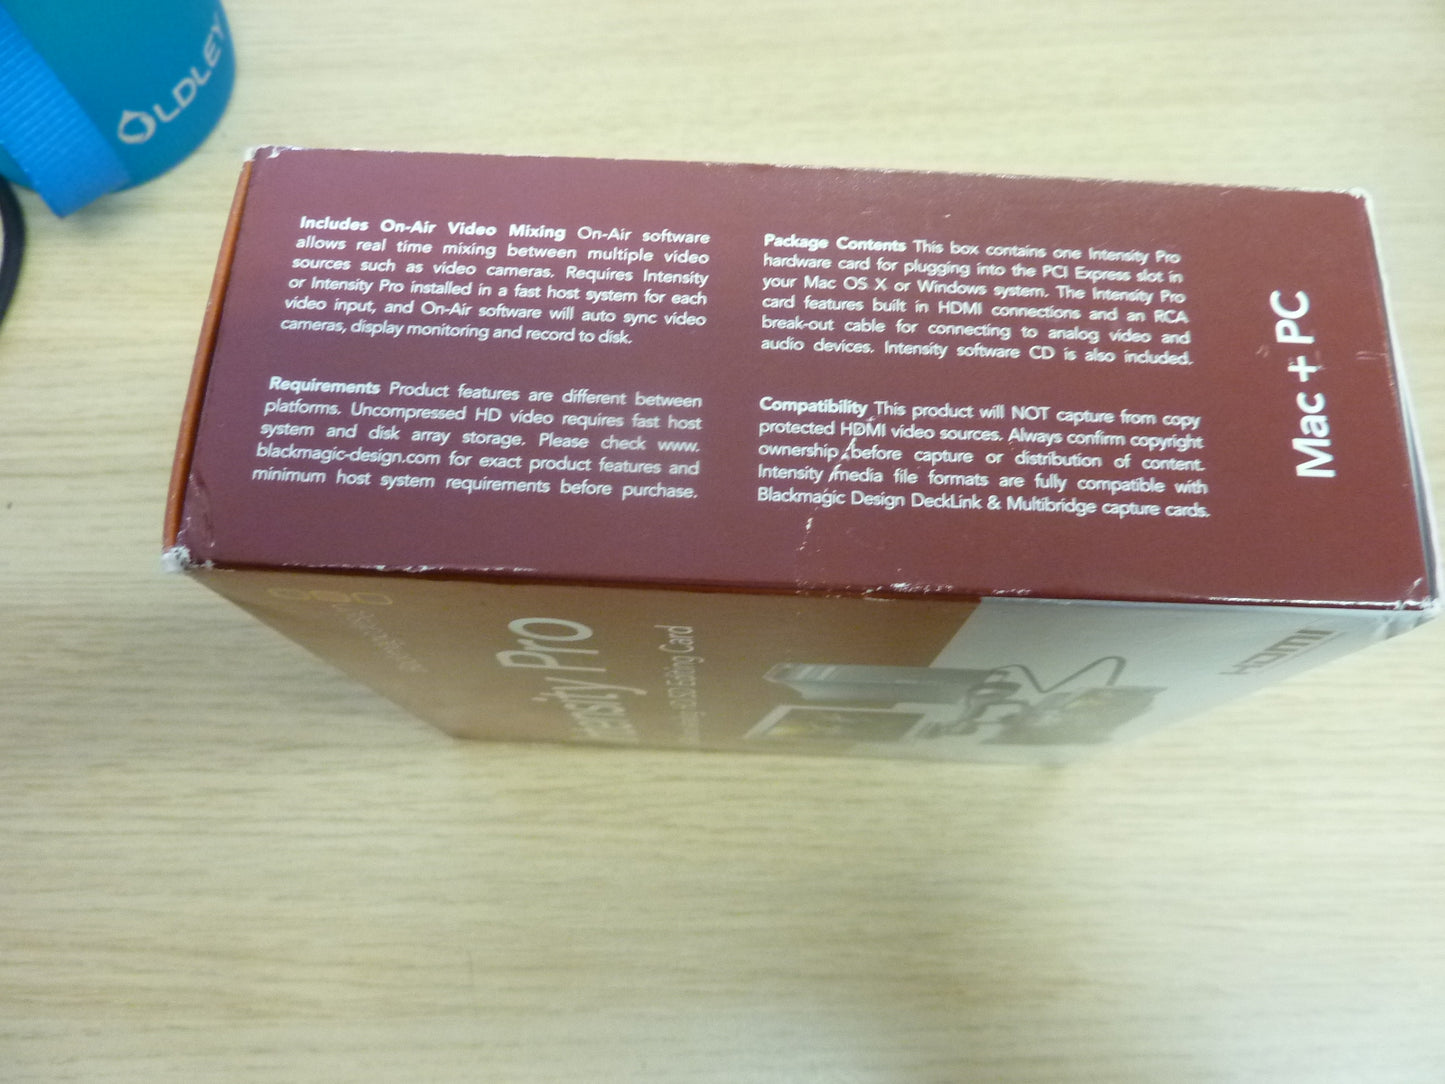 OLDLEY
Includes On-Air Video Mixing On-Air software
allows real time mixing between multiple video
sources such as video cameras. Requires Intensity
or Intensity Pro installed in a fast host system for each
video input, and On-Air software will auto sync video
cameras, display monitoring and record to disk.
Requirements Product features are different between
platforms. Uncompressed HD video requires fast host
system and disk array storage. Please check www.
blackmagic-design.com for exact product features and
minimum host system requirements before purchase.
Package Contents This box contains one Intensity Pro
hardware card for plugging into the PCI Express slot in
your Mac OS X or Windows system. The Intensity Pro
card features built in HDMI connections and an RCA
break-out cable for connecting to analog video and
audio devices. Intensity software CD is also included.
Compatibility This product will NOT capture from copy
protected HDMI video sources. Always confirm copyright
ownership before capture or distribution of content.
Intensity media file formats are fully compatible with
Blackmagic Design DeckLink & Multibridge capture cards.
Mac + PC
Intensity Pro
Editing Card
HDMI